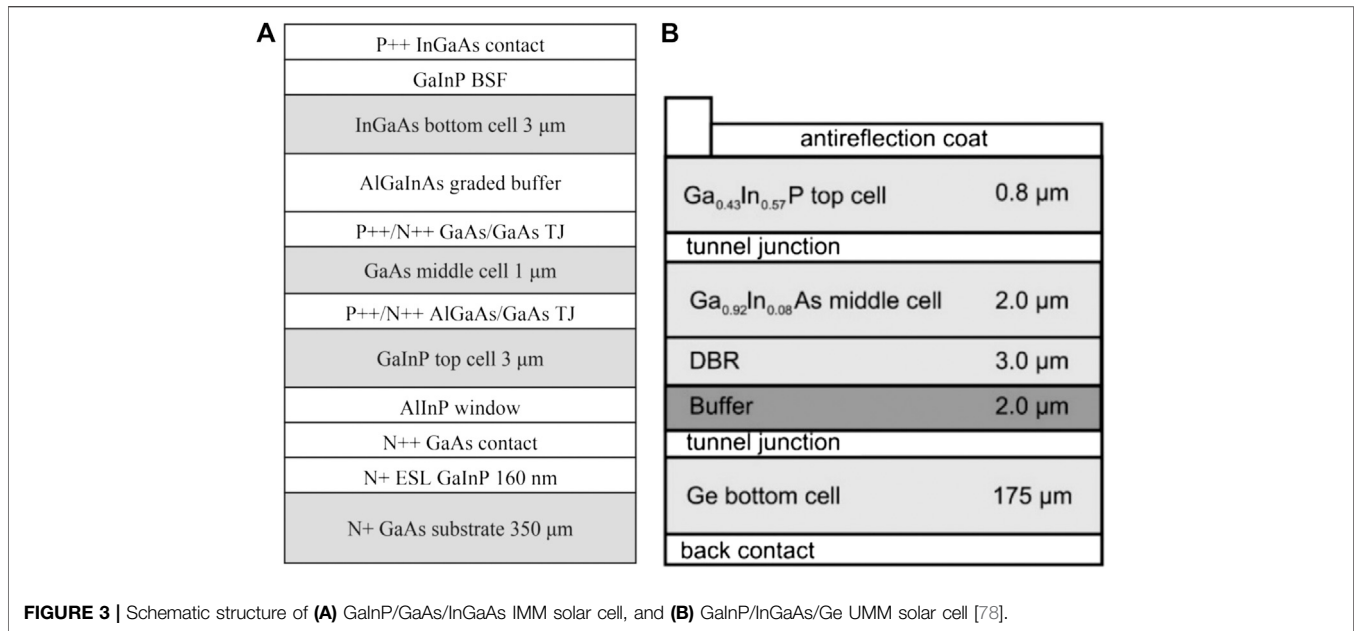 A
P++ InGaAs contact
GaInP BSF
InGaAs bottom cell 3 μm
AlGaInAs graded buffer
P++/N++ GaAs/GaAs TJ
GaAs middle cell 1 μm
P++/N++ AlGaAs/GaAs TJ
GaInP top cell 3 μm
AlInP window
N++ GaAs contact
N+ ESL GaInP 160 nm
N+ GaAs substrate 350 μm
B
antireflection coat
Ga0.43In0.57P top cell 0.8 μm
tunnel junction
Ga0.92In0.08As middle cell 2.0 μm
DBR 3.0 μm
Buffer 2.0 μm
tunnel junction
Ge bottom cell 175 μm
back contact
FIGURE 3 | Schematic structure of (A) GaInP/GaAs/InGaAs IMM solar cell, and (B) GaInP/InGaAs/Ge UMM solar cell [78].